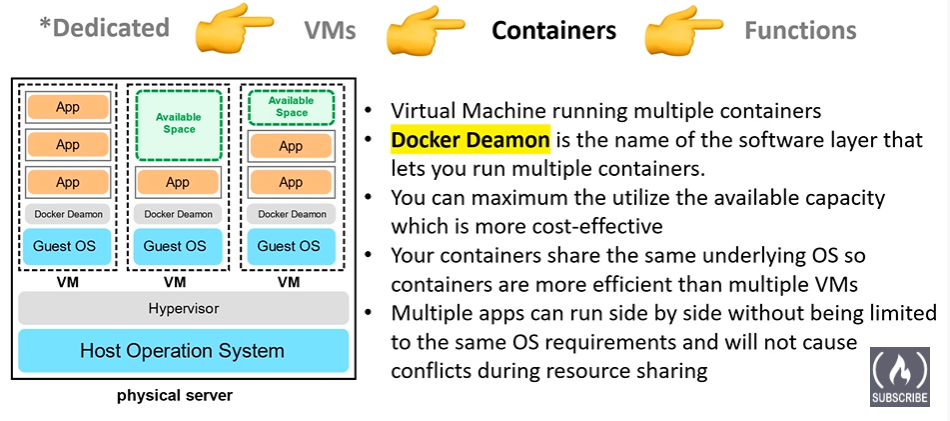 *Dedicated
VMs
Containers
Functions
App
App
App
Docker Deamon
Guest OS
VM
Available
Space
App
Docker Deamon
Guest OS
VM
Available
Space
App
App
Docker Deamon
Guest OS
VM
Hypervisor
Host Operation System
physical server
• Virtual Machine running multiple containers
• Docker Deamon is the name of the software layer that
lets you run multiple containers.
• You can maximum the utilize the available capacity
which is more cost-effective
• Your containers share the same underlying OS so
containers are more efficient than multiple VMs
• Multiple apps can run side by side without being limited
to the same OS requirements and will not cause
conflicts during resource sharing
SUBSCRIBE